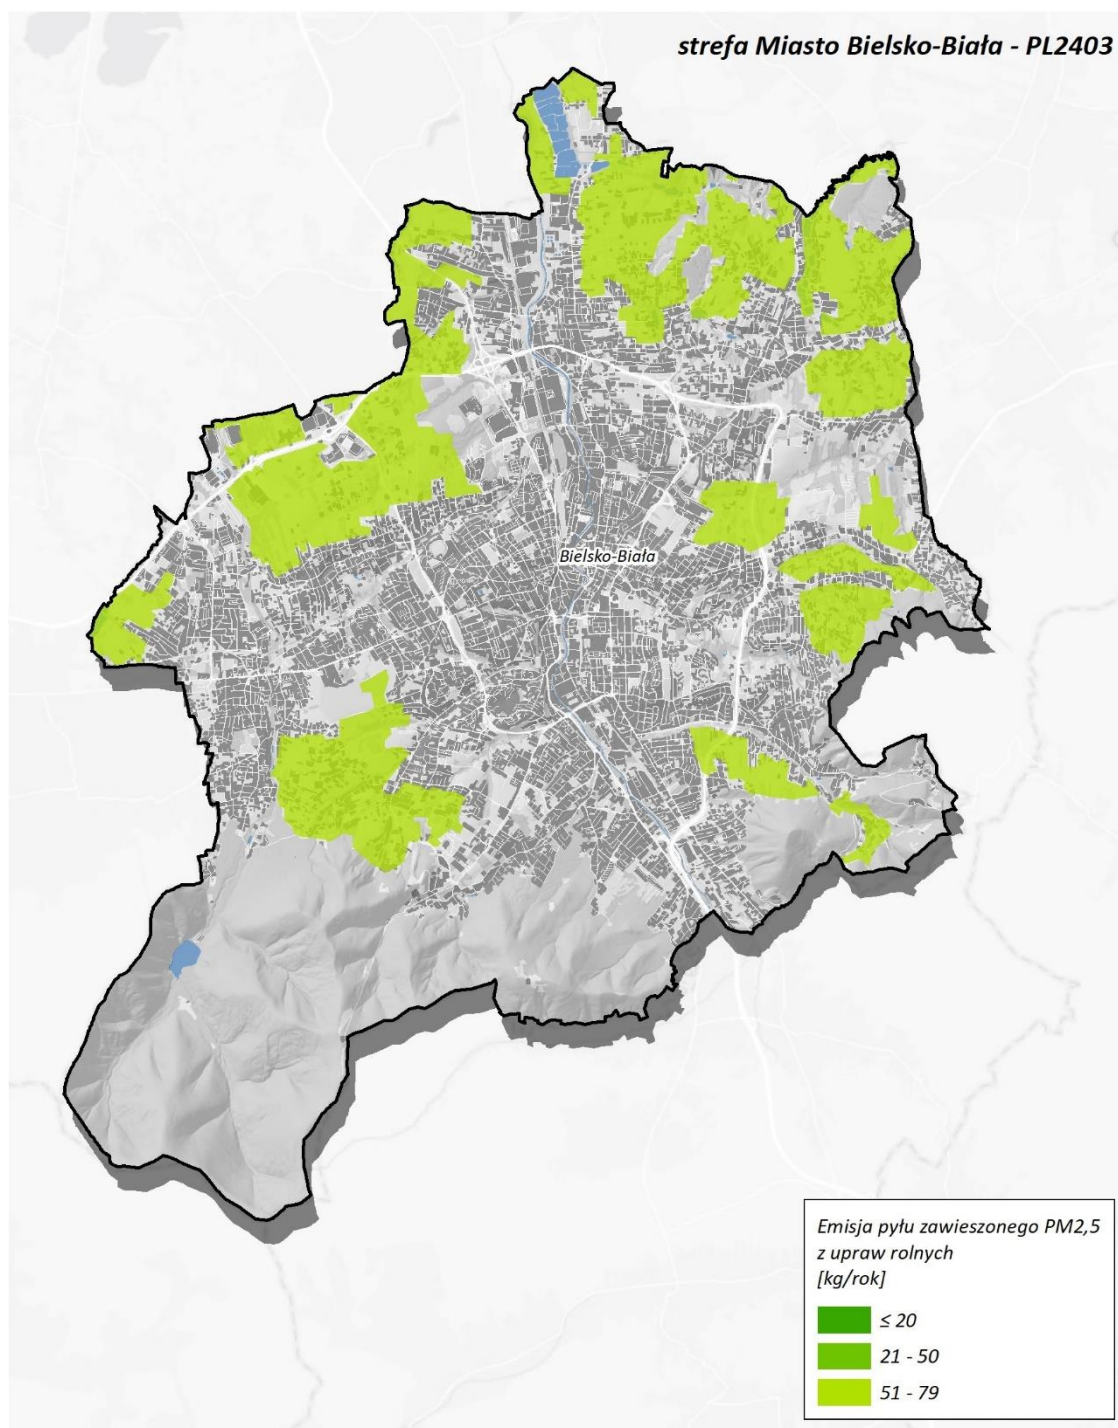 strefa Miasto Bielsko-Biała - PL2403
Bielsko-Biała
Emisja pyłu zawieszonego PM2,5
z upraw rolnych
[kg/rok]
≤ 20
21 - 50
51 - 79